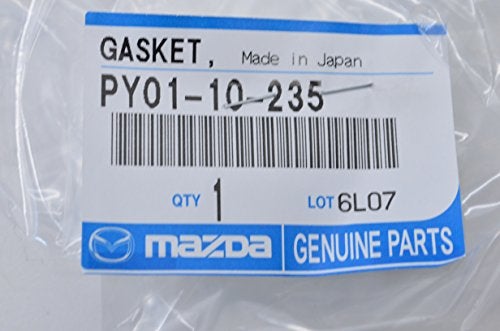 GASKET, Made in Japan
PY01-10-235
QTY 1 LOT 6L07
mazda GENUINE PARTS